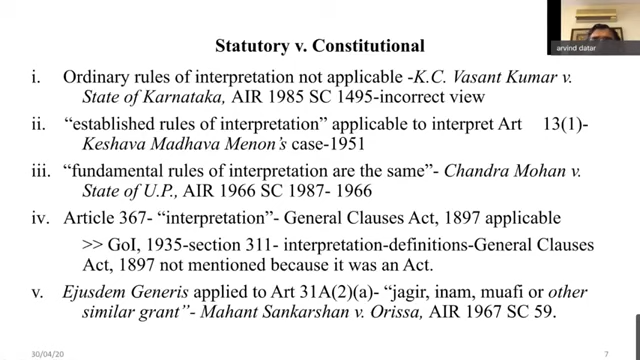 arvind datar
Statutory v. Constitutional
i. Ordinary rules of interpretation not applicable -K.C. Vasant Kumar v.
State of Karnataka, AIR 1985 SC 1495-incorrect view
ii. “established rules of interpretation” applicable to interpret Art 13(1)-
Keshava Madhava Menon’s case-1951
iii. “fundamental rules of interpretation are the same”- Chandra Mohan v.
State of U.P., AIR 1966 SC 1987- 1966
iv. Article 367- “interpretation”- General Clauses Act, 1897 applicable
>> GoI, 1935-section 311- interpretation-definitions-General Clauses
Act, 1897 not mentioned because it was an Act.
v. Ejusdem Generis applied to Art 31A(2)(a)- “jagir, inam, muafi or other
similar grant”- Mahant Sankarshan v. Orissa, AIR 1967 SC 59.
30/04/20 7